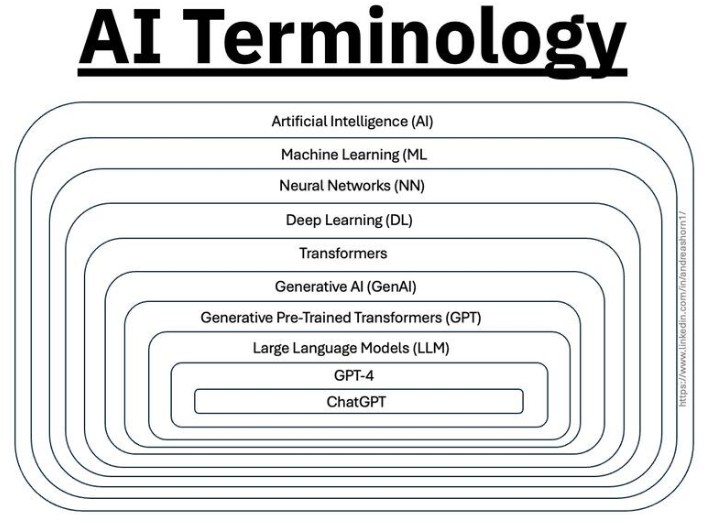 AI Terminology
Artificial Intelligence (AI)
Machine Learning (ML
Neural Networks (NN)
Deep Learning (DL)
Transformers
Generative AI (GenAI)
Generative Pre-Trained Transformers (GPT)
Large Language Models (LLM)
GPT-4
ChatGPT
https://www.linkedin.com/in/andreashorn1/